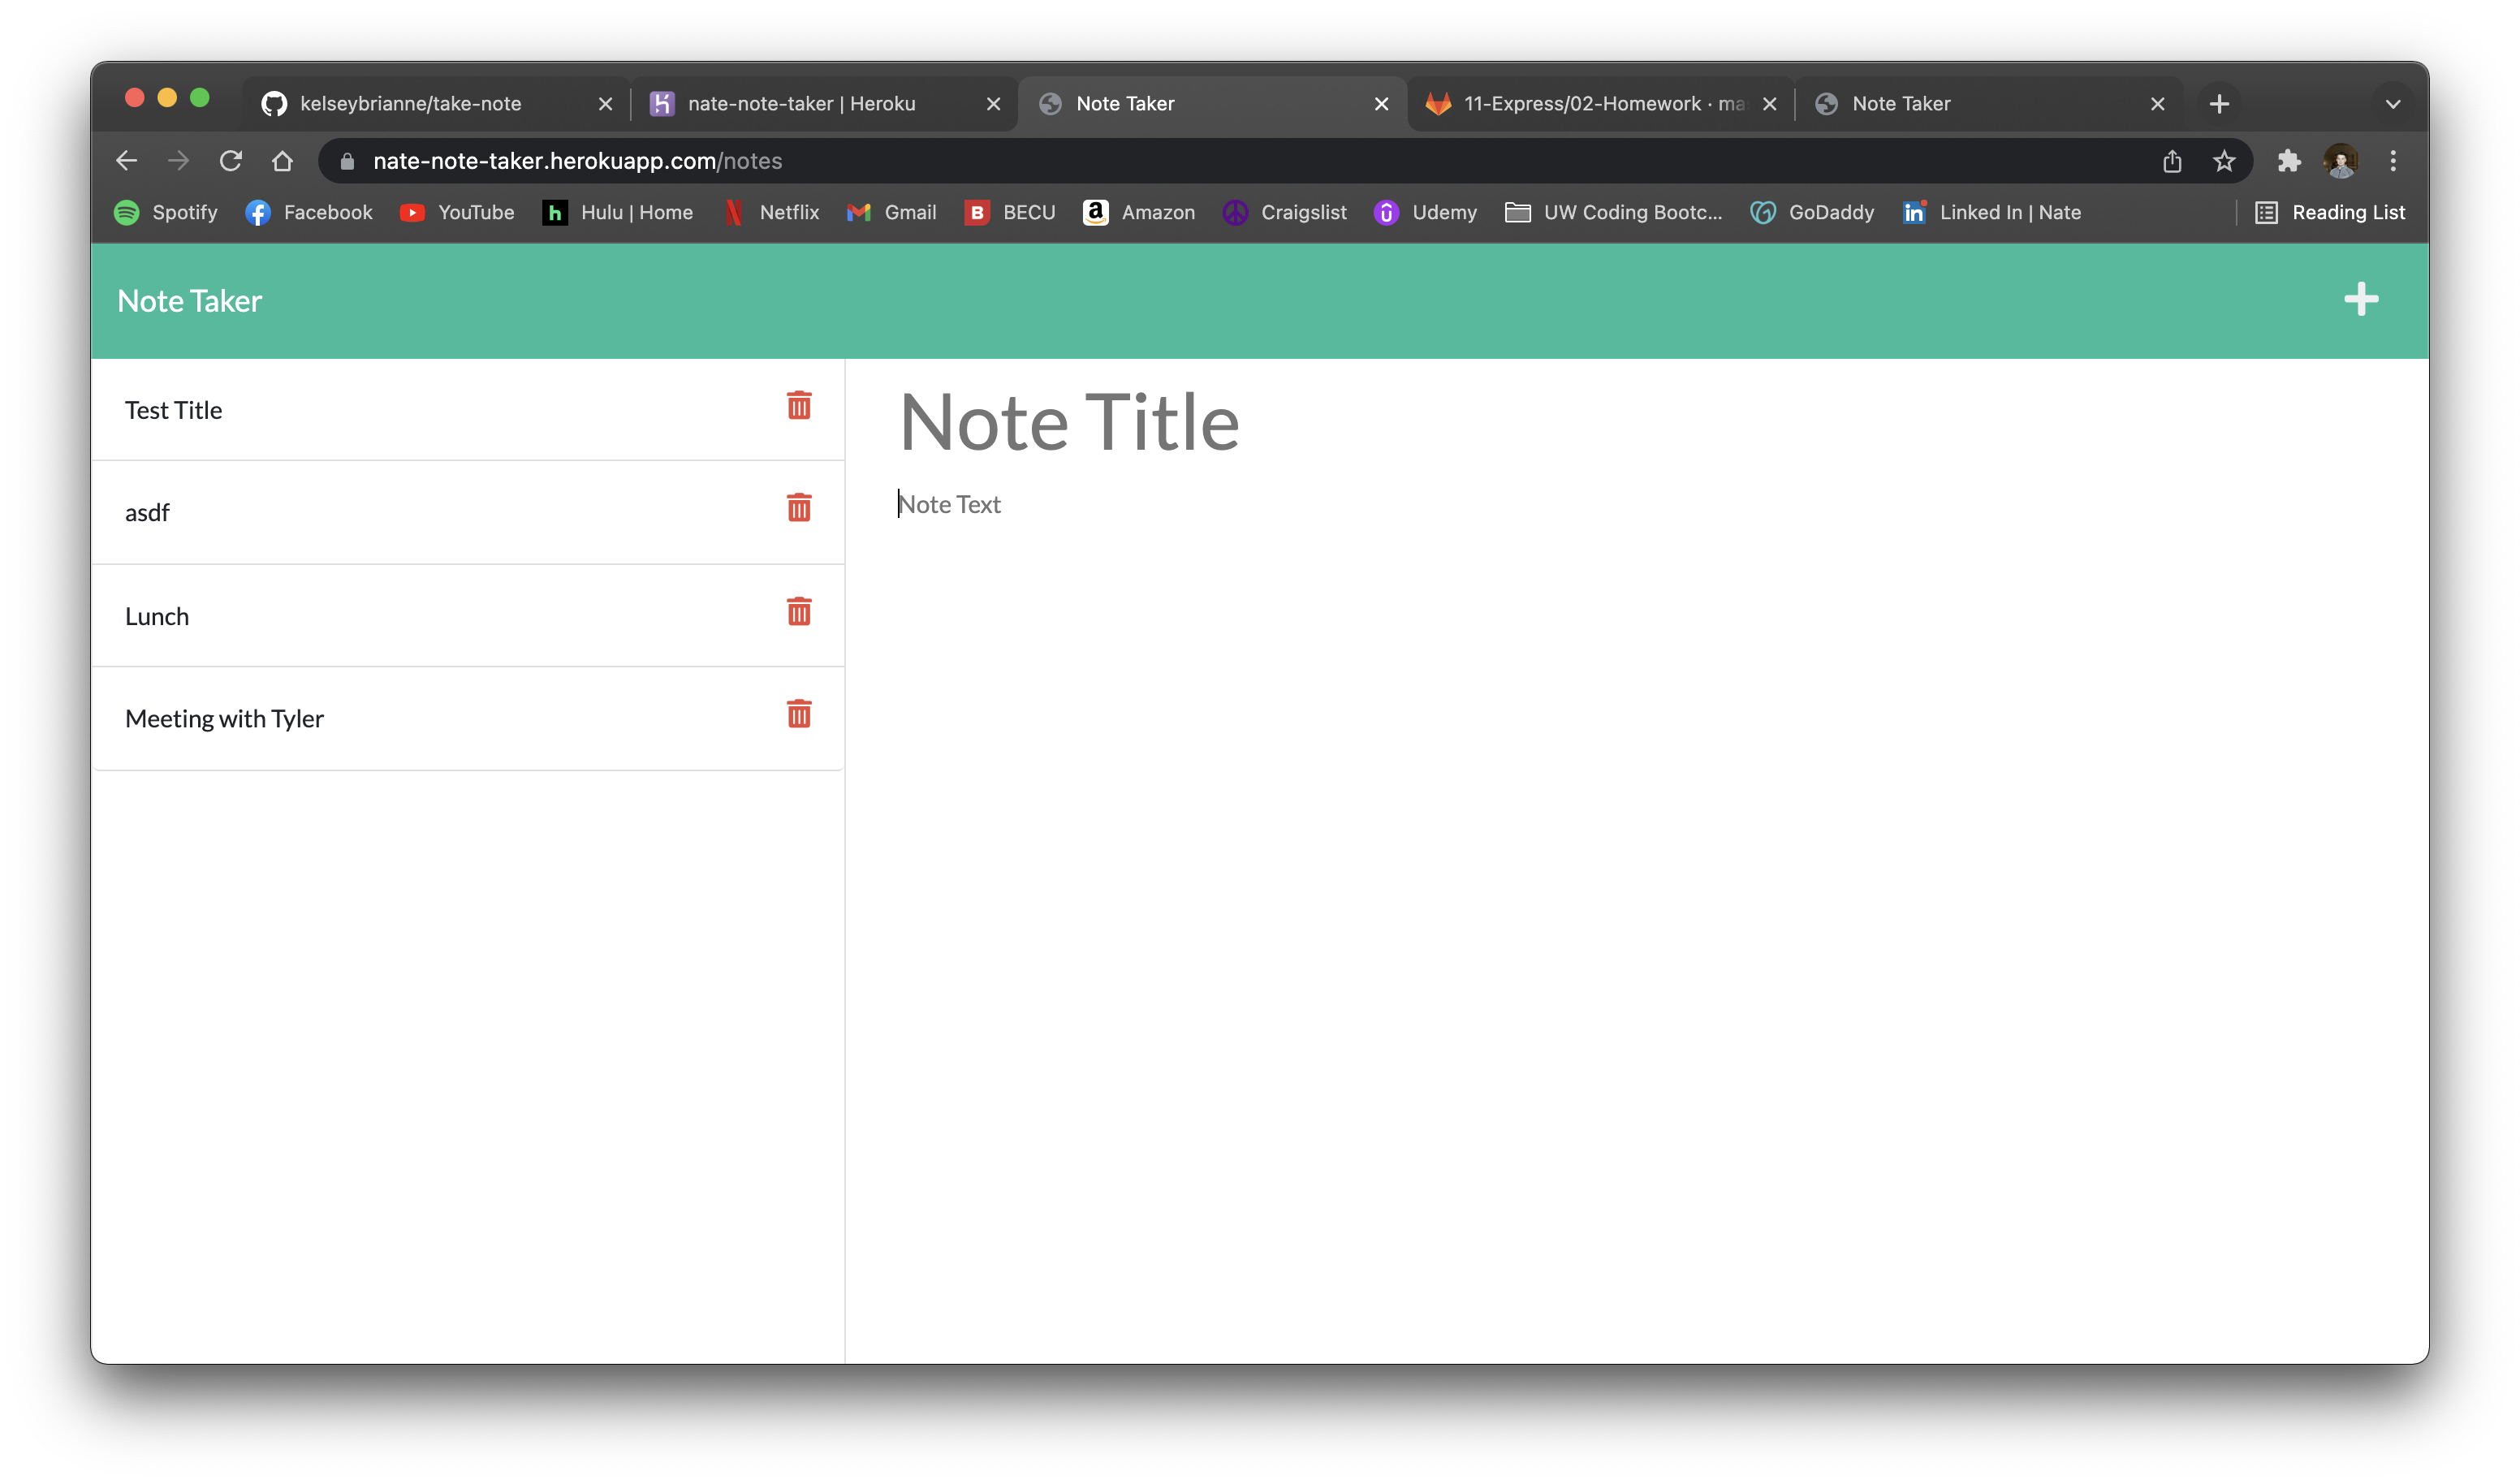 kelseybrianne/take-note
nate-note-taker | Heroku
Note Taker
11-Express/02-Homework · ma
Note Taker
nate-note-taker.herokuapp.com/notes
Spotify
Facebook
YouTube
Hulu | Home
Netflix
Gmail
BECU
Amazon
Craigslist
Udemy
UW Coding Bootc...
GoDaddy
Linked In | Nate
Reading List
Note Taker
Test Title
asdf
Lunch
Meeting with Tyler
Note Title
Note Text